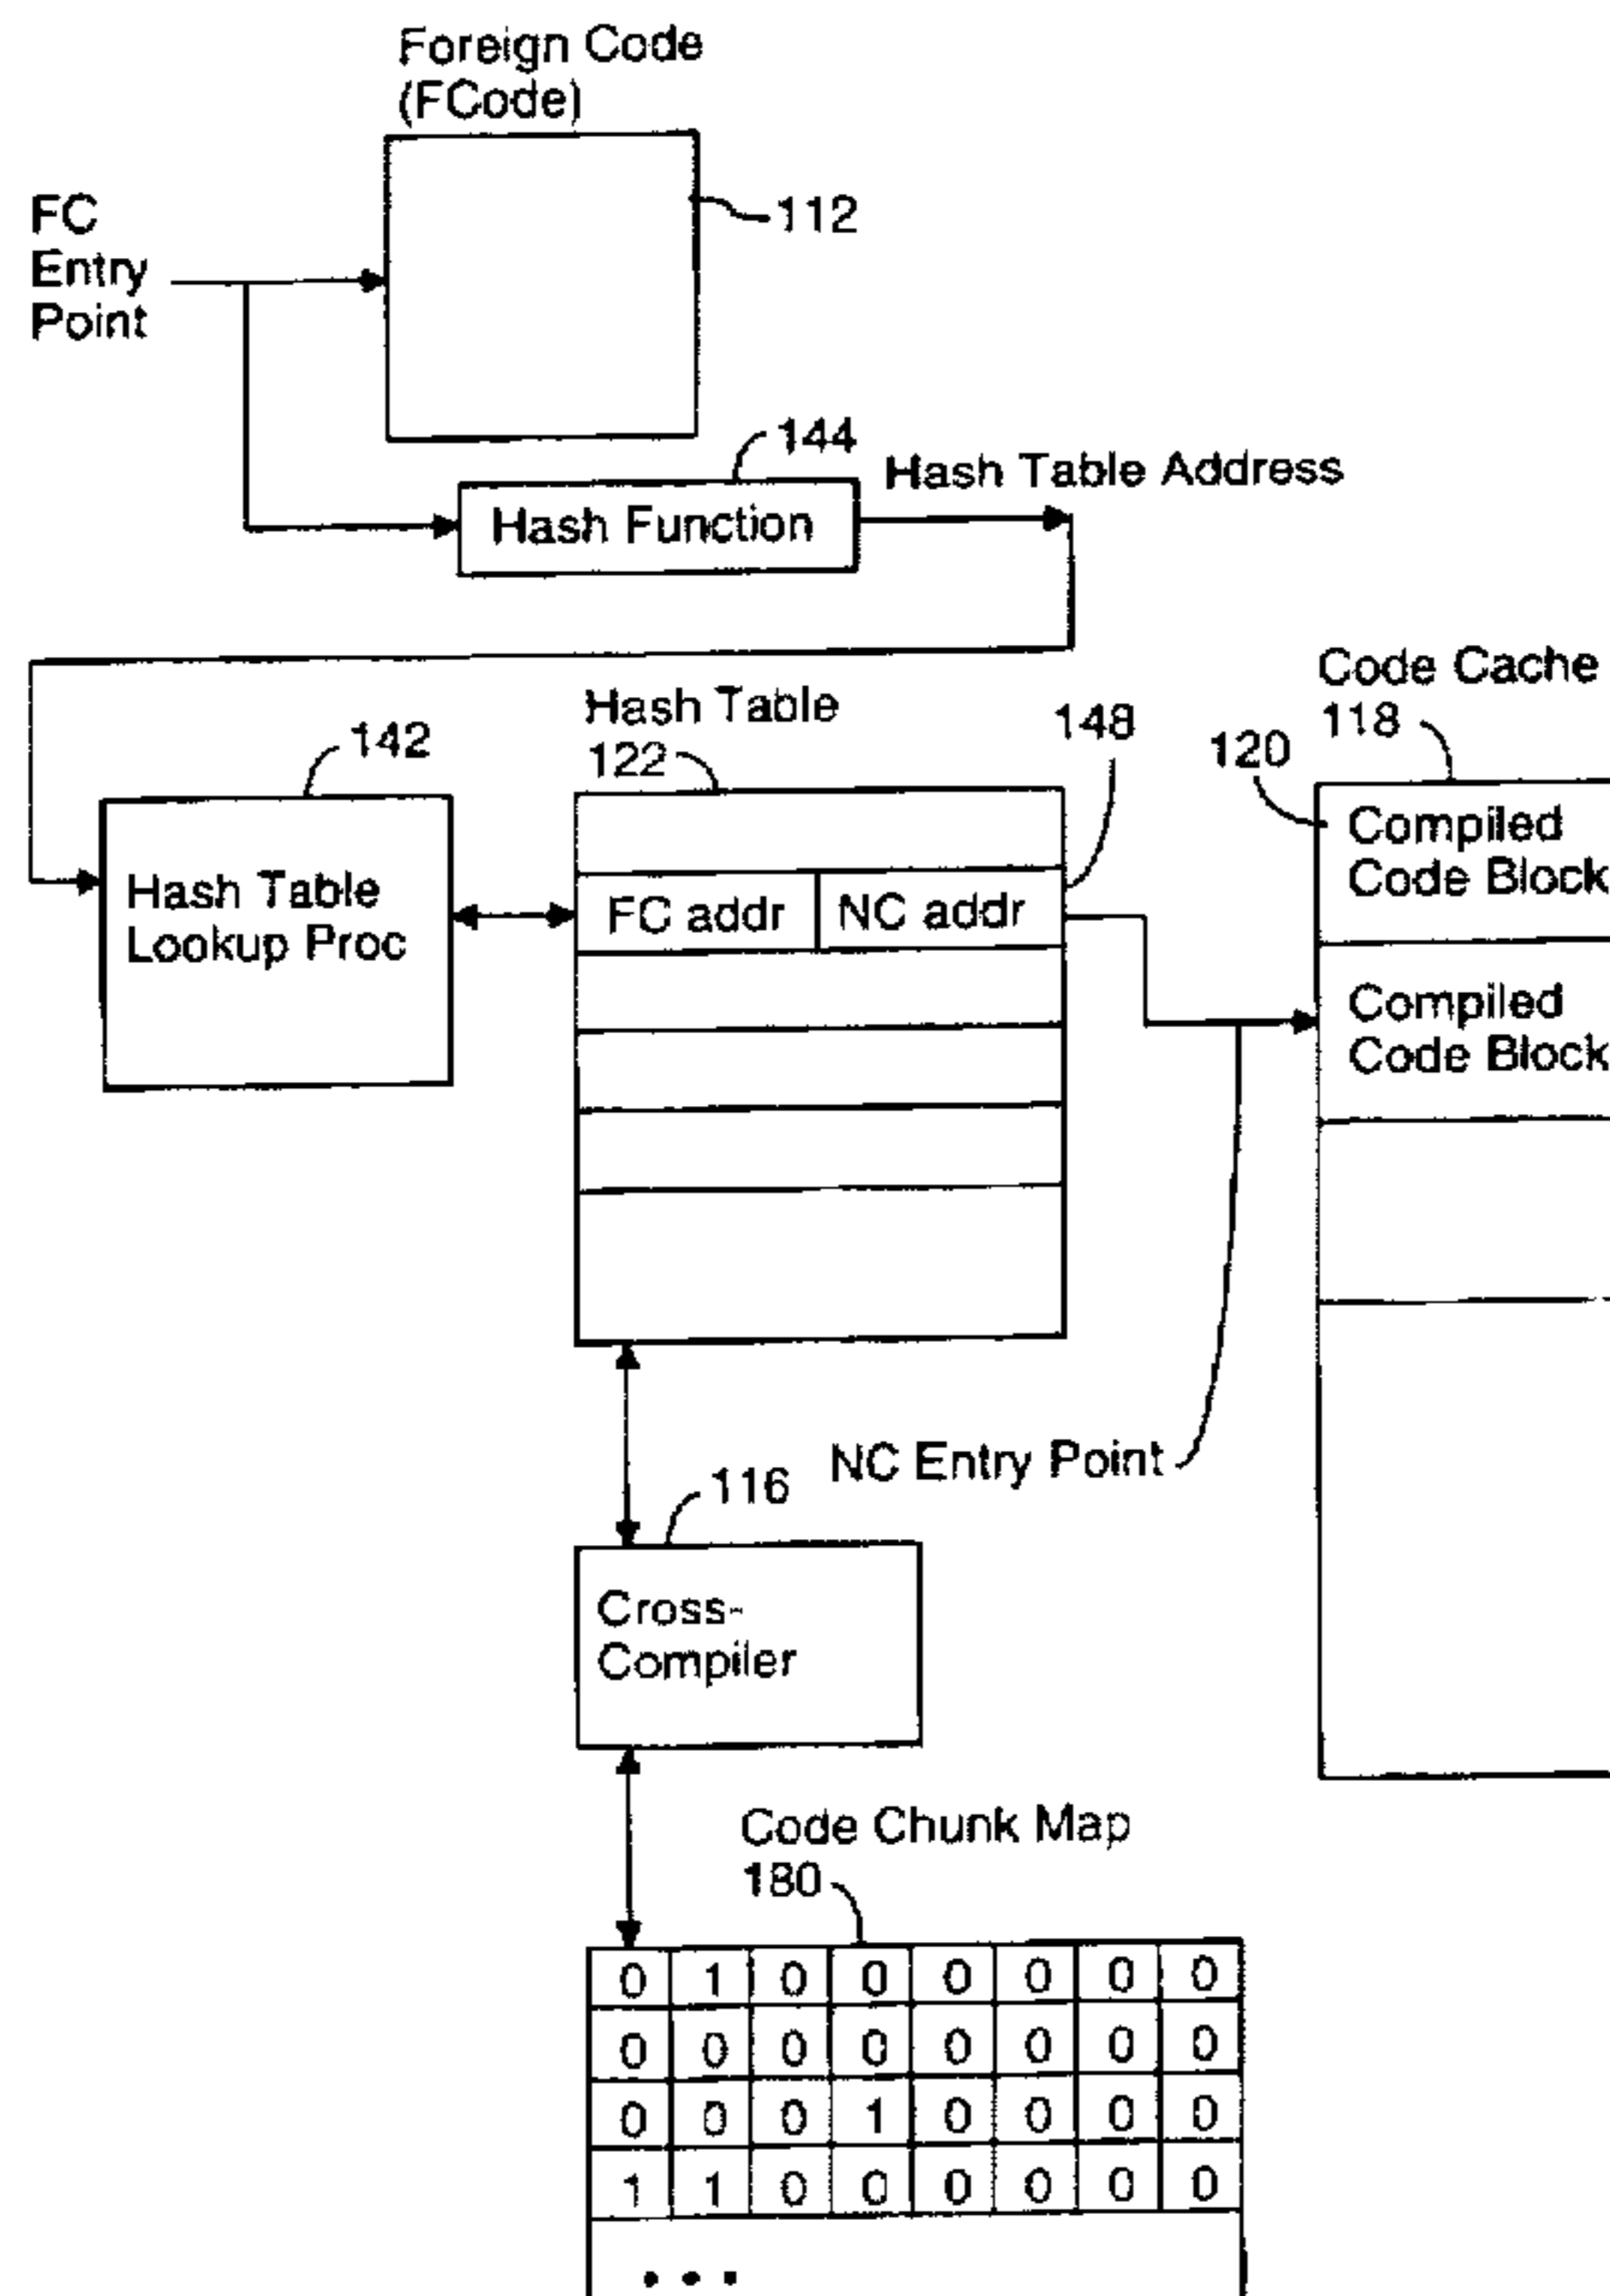 Foreign Code
(FCode)
FC
Entry
Point
112
144
Hash Table Address
Hash Function
Code Cache
118
Hash Table
122
148
120
142
Compiled
Code Block
Hash Table
Lookup Proc
FC addr
NC addr
Compiled
Code Block
NC Entry Point
116
Cross-
Compiler
Code Chunk Map
180
0 1 0 0 0 0 0 0
0 0 0 0 0 0 0 0
0 0 0 1 0 0 0 0
1 1 0 0 0 0 0 0
• • •